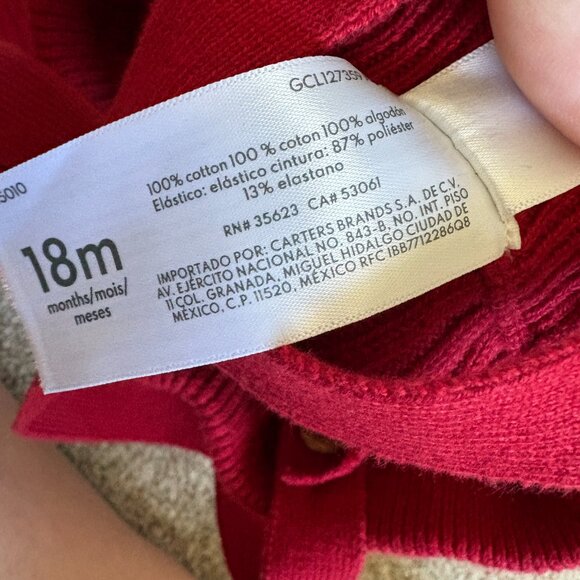 GCL127359
5010
100% cotton 100 % coton 100% algodón
Elástico: elástico cintura: 87% poliéster
13% elastano
RN# 35623 CA# 53061
18m
months/mois/
meses
IMPORTADO POR: CARTERS BRANDS S.A. DE C.V.
AV. EJÉRCITO NACIONAL NO. 843-B, NO. INT. PISO
11 COL. GRANADA, MIGUEL HIDALGO CIUDAD DE
MÉXICO, C.P. 11520, MÉXICO RFC IBB7712286Q8